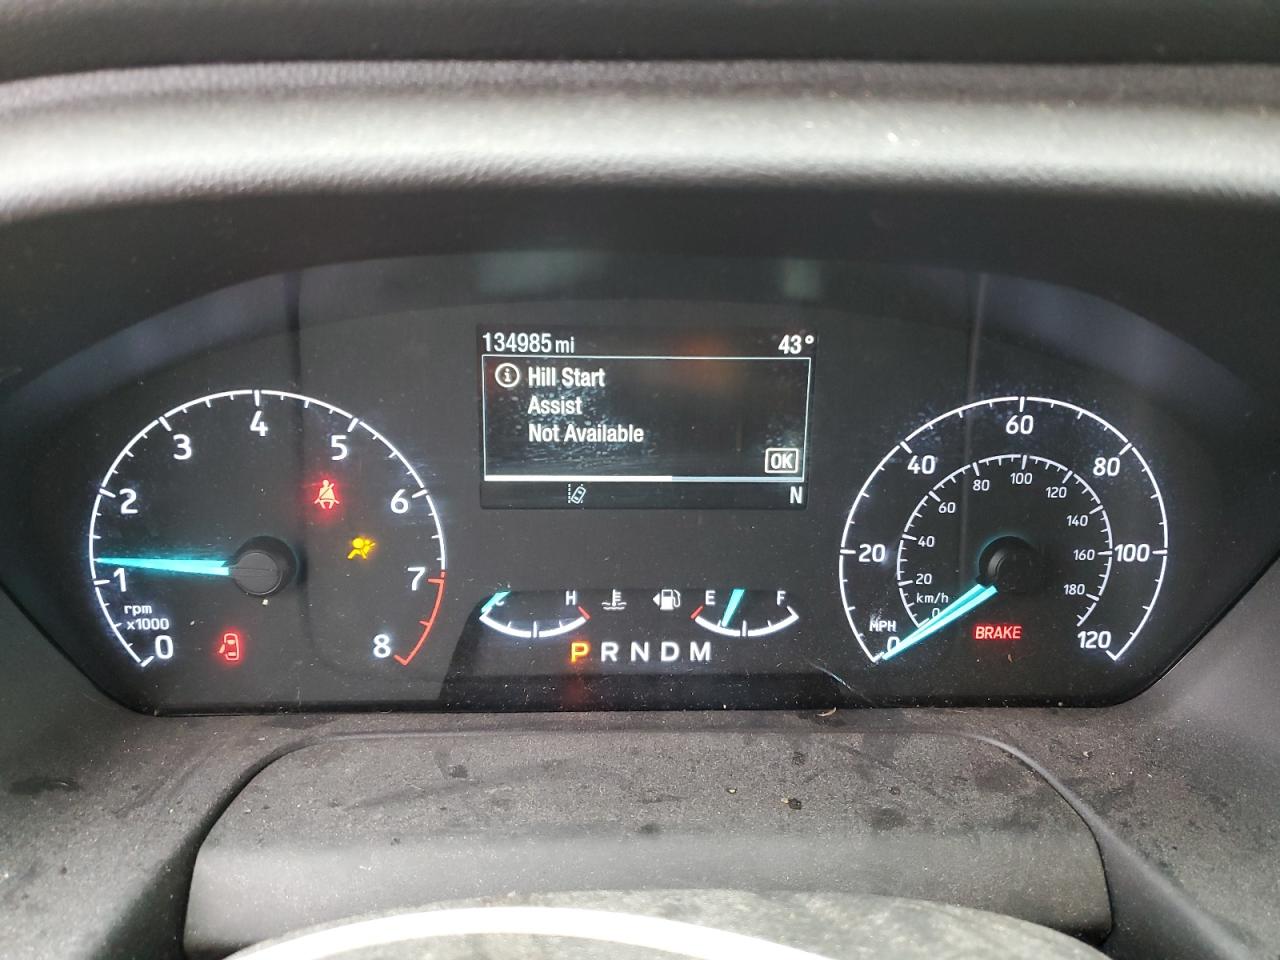 134985 mi 43°
Hill Start
Assist
Not Available
OK
N
0 1 2 3 4 5 6 7 8
rpm
x1000
C H E F
P R N D M
0 20 40 60 80 100 120
MPH
0 20 40 60 80 100 120 140 160 180
km/h
BRAKE